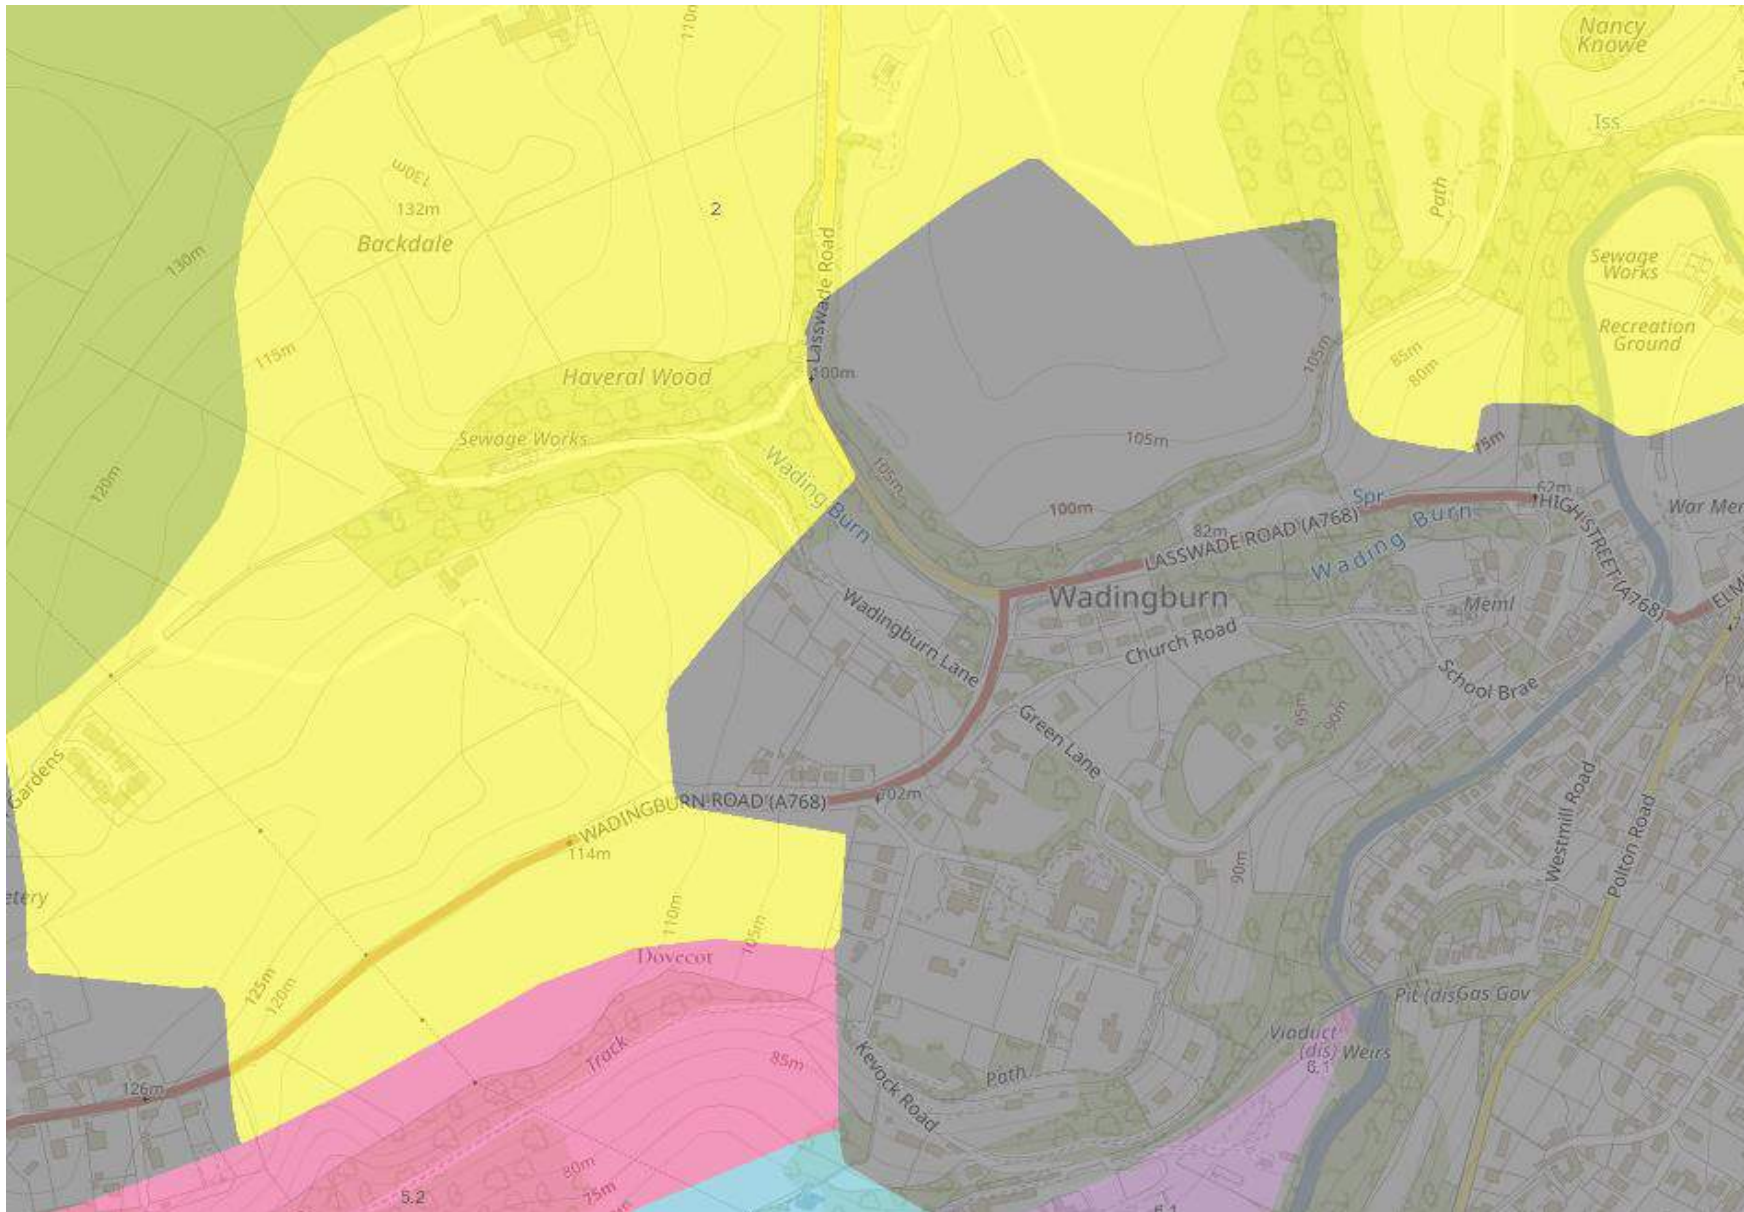 110m
Nancy
Knowe
Iss
130m
132m
2
Path
Backdale
130m
Lasswade Road
Sewage
Works
Recreation
Ground
115m
Haveral Wood
100m
105m
85m
80m
Sewage Works
105m
75m
Wading Burn
105m
120m
100m
Spr
62m
82m
LASSWADE ROAD (A768)
Wading Burn
HIGH STREET (A768)
War Mem
Wadingburn
Meml
ELM
Wadingburn Lane
Church Road
School Brae
Green Lane
85m
90m
Gardens
WADINGBURN ROAD (A768)
102m
114m
Westmill Road
Polton Road
90m
etery
110m
105m
Dovecot
125m
120m
Pit (dis
Gas Gov
Viaduct
(dis)
Weirs
6.1
Track
85m
Kevock Road
Path
126m
80m
75m
5.2
6.1